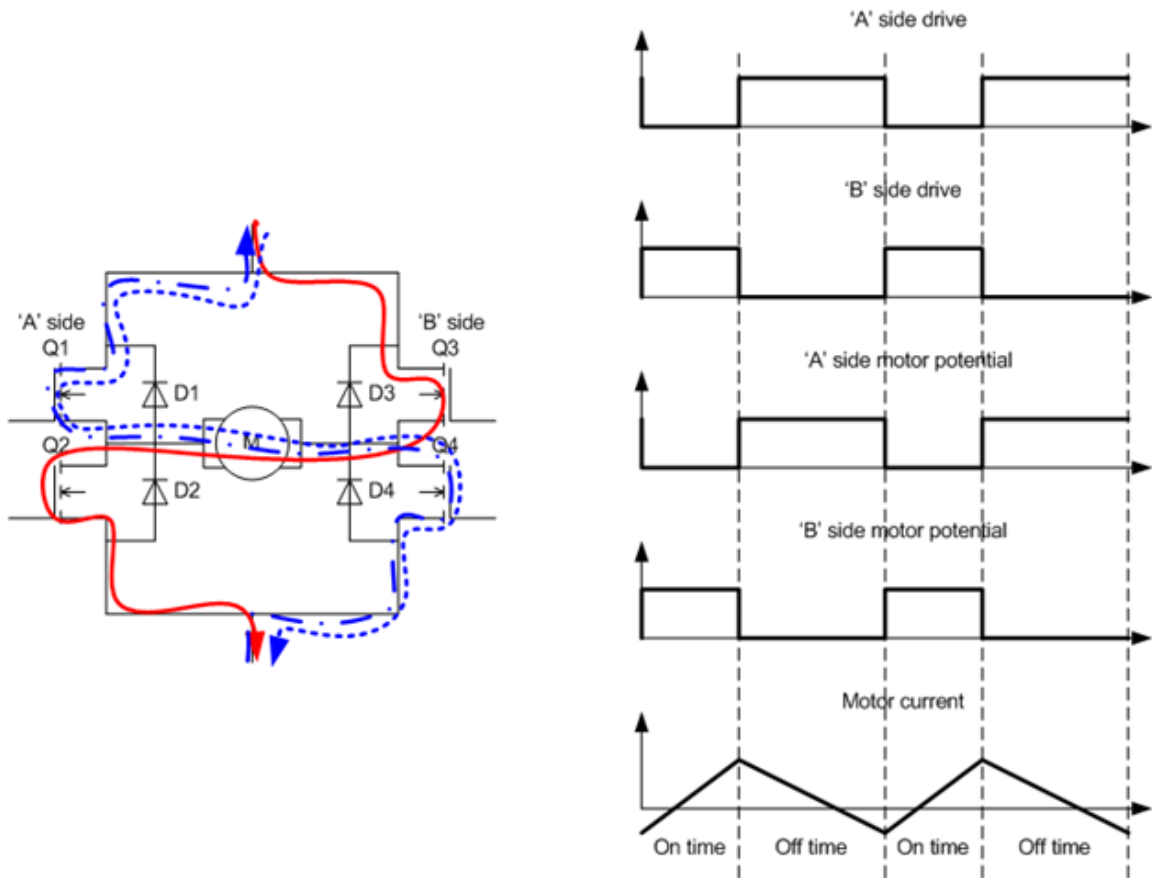 'A' side
Q1
'B' side
Q3
D1
D3
Q2
M
Q4
D2
D4
'A' side drive
'B' side drive
'A' side motor potential
'B' side motor potential
Motor current
On time
Off time
On time
Off time